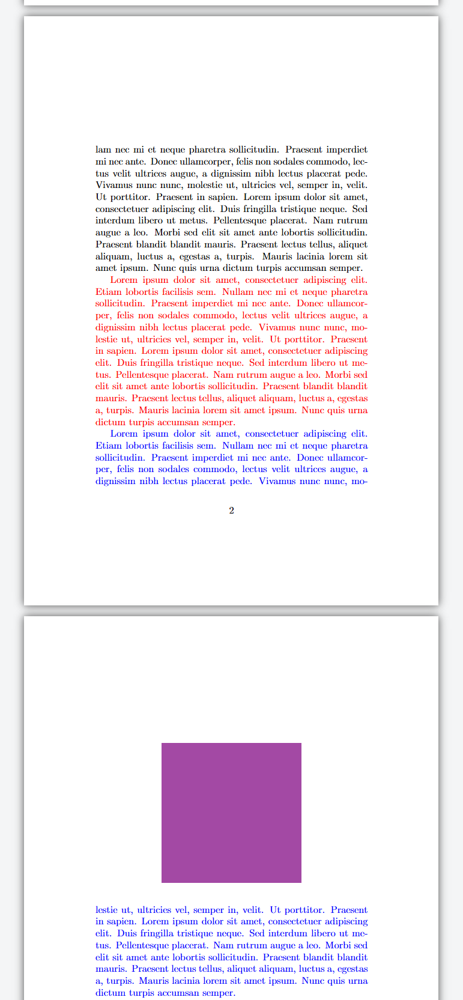 lam nec mi et neque pharetra sollicitudin. Praesent imperdiet
mi nec ante. Donec ullamcorper, felis non sodales commodo, lec-
tus velit ultrices augue, a dignissim nibh lectus placerat pede.
Vivamus nunc nunc, molestie ut, ultricies vel, semper in, velit.
Ut porttitor. Praesent in sapien. Lorem ipsum dolor sit amet,
consectetuer adipiscing elit. Duis fringilla tristique neque. Sed
interdum libero ut metus. Pellentesque placerat. Nam rutrum
augue a leo. Morbi sed elit sit amet ante lobortis sollicitudin.
Praesent blandit blandit mauris. Praesent lectus tellus, aliquet
aliquam, luctus a, egestas a, turpis. Mauris lacinia lorem sit
amet ipsum. Nunc quis urna dictum turpis accumsan semper.
Lorem ipsum dolor sit amet, consectetuer adipiscing elit.
Etiam lobortis facilisis sem. Nullam nec mi et neque pharetra
sollicitudin. Praesent imperdiet mi nec ante. Donec ullamcor-
per, felis non sodales commodo, lectus velit ultrices augue, a
dignissim nibh lectus placerat pede. Vivamus nunc nunc, mo-
lestie ut, ultricies vel, semper in, velit. Ut porttitor. Praesent
in sapien. Lorem ipsum dolor sit amet, consectetuer adipiscing
elit. Duis fringilla tristique neque. Sed interdum libero ut me-
tus. Pellentesque placerat. Nam rutrum augue a leo. Morbi sed
elit sit amet ante lobortis sollicitudin. Praesent blandit blandit
mauris. Praesent lectus tellus, aliquet aliquam, luctus a, egestas
a, turpis. Mauris lacinia lorem sit amet ipsum. Nunc quis urna
dictum turpis accumsan semper.
Lorem ipsum dolor sit amet, consectetuer adipiscing elit.
Etiam lobortis facilisis sem. Nullam nec mi et neque pharetra
sollicitudin. Praesent imperdiet mi nec ante. Donec ullamcor-
per, felis non sodales commodo, lectus velit ultrices augue, a
dignissim nibh lectus placerat pede. Vivamus nunc nunc, mo-
2
lestie ut, ultricies vel, semper in, velit. Ut porttitor. Praesent
in sapien. Lorem ipsum dolor sit amet, consectetuer adipiscing
elit. Duis fringilla tristique neque. Sed interdum libero ut me-
tus. Pellentesque placerat. Nam rutrum augue a leo. Morbi sed
elit sit amet ante lobortis sollicitudin. Praesent blandit blandit
mauris. Praesent lectus tellus, aliquet aliquam, luctus a, egestas
a, turpis. Mauris lacinia lorem sit amet ipsum. Nunc quis urna
dictum turpis accumsan semper.